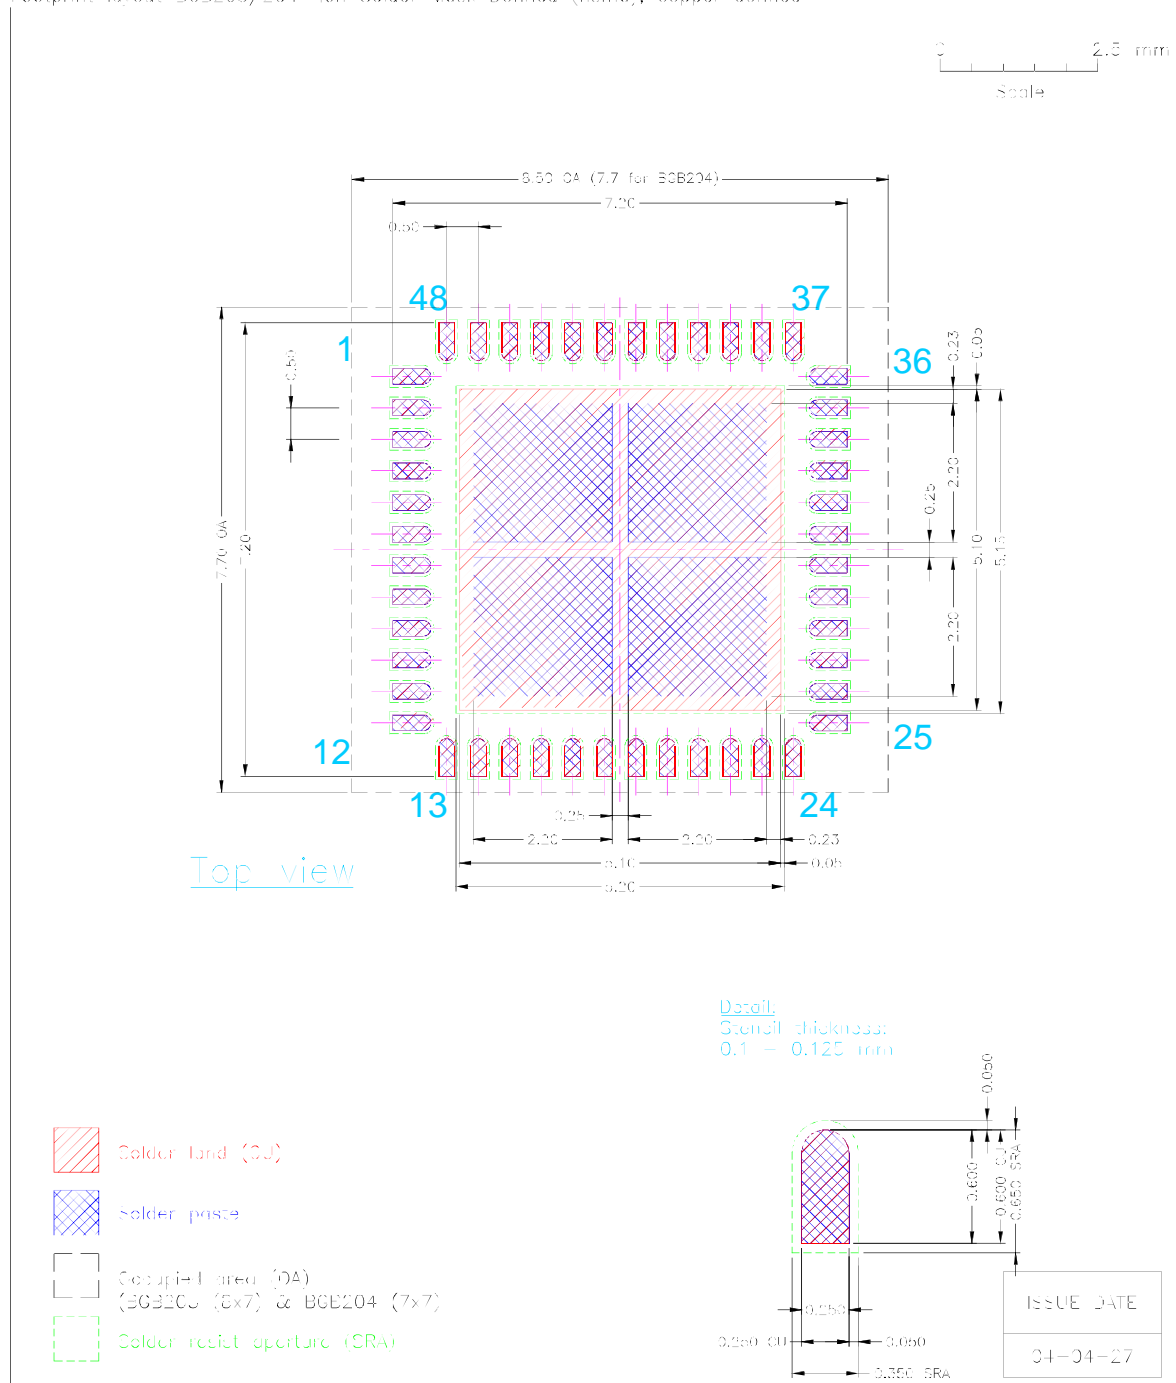 0 2.5 mm
Scale
8.50 OA (7.7 for BGB204)
7.20
0.50
48 37
1 36
0.50
0.23
0.05
7.70 OA
7.20
2.20
0.25
5.10
5.15
2.20
12 25
13 24
0.25
2.20 2.20 0.23
5.10 0.05
5.20
Top view
Detail:
Stencil thickness:
0.1 - 0.125 mm
0.050
0.600
0.600 CU
0.650 SRA
Solder land (CU)
Solder paste
Occupied area (OA)
(BGB203 (8x7) & BGB204 (7x7)
Solder resist aperture (SRA)
0.250
0.250 CU 0.050
0.350 SRA
ISSUE DATE
04-04-27